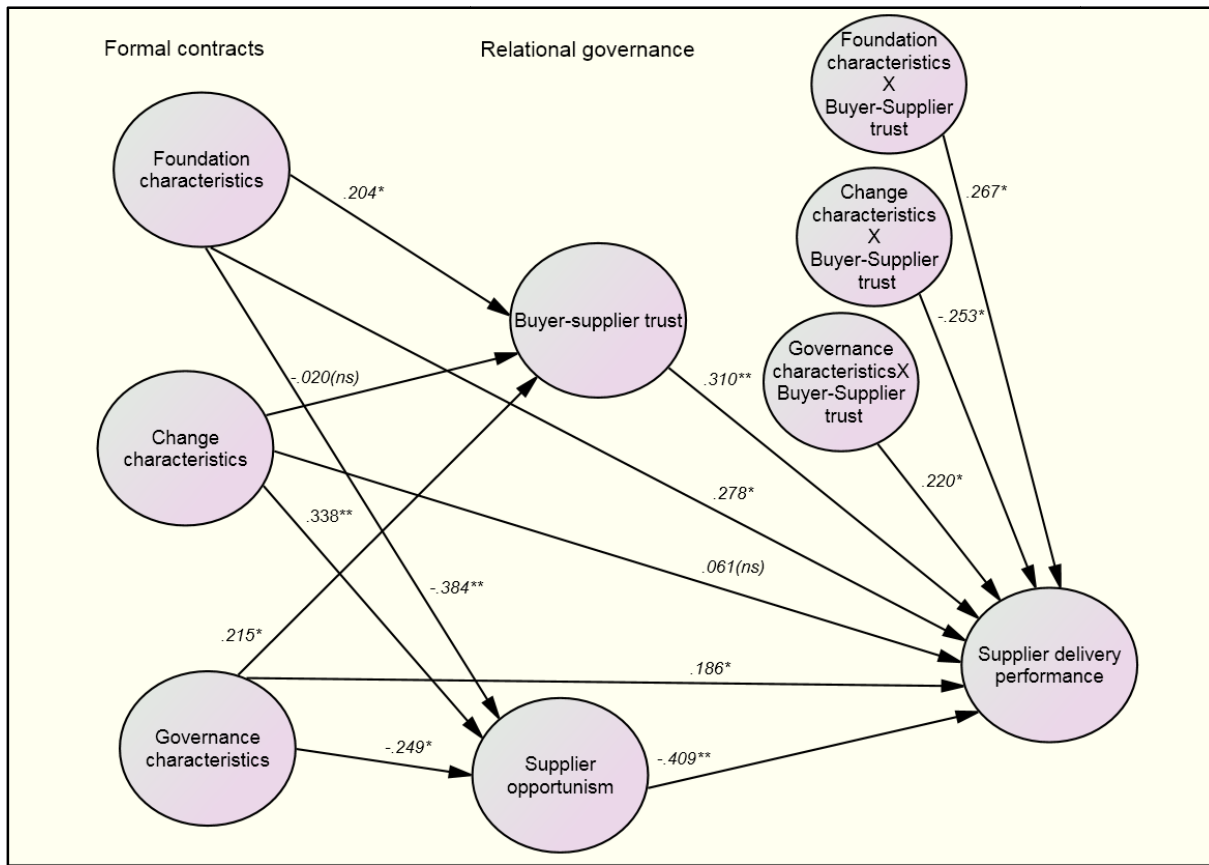 Formal contracts
Relational governance
Foundation
characteristics
X
Buyer-Supplier
trust
Foundation
characteristics
.204*
.267*
Change
characteristics
X
Buyer-Supplier
trust
Buyer-supplier trust
-.253*
Governance
characteristicsX
Buyer-Supplier
trust
-.020(ns)
.310**
Change
characteristics
.278*
.220*
.338**
.061(ns)
-.384**
.215*
Supplier delivery
performance
.186*
Governance
characteristics
-.249*
Supplier
opportunism
-.409**